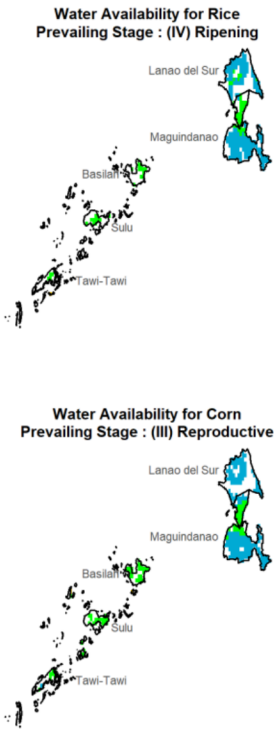 Water Availability for Rice
Prevailing Stage : (IV) Ripening
Lanao del Sur
Maguindanao
Basilan
Sulu
Tawi-Tawi
Water Availability for Corn
Prevailing Stage : (III) Reproductive
Lanao del Sur
Maguindanao
Basilan
Sulu
Tawi-Tawi